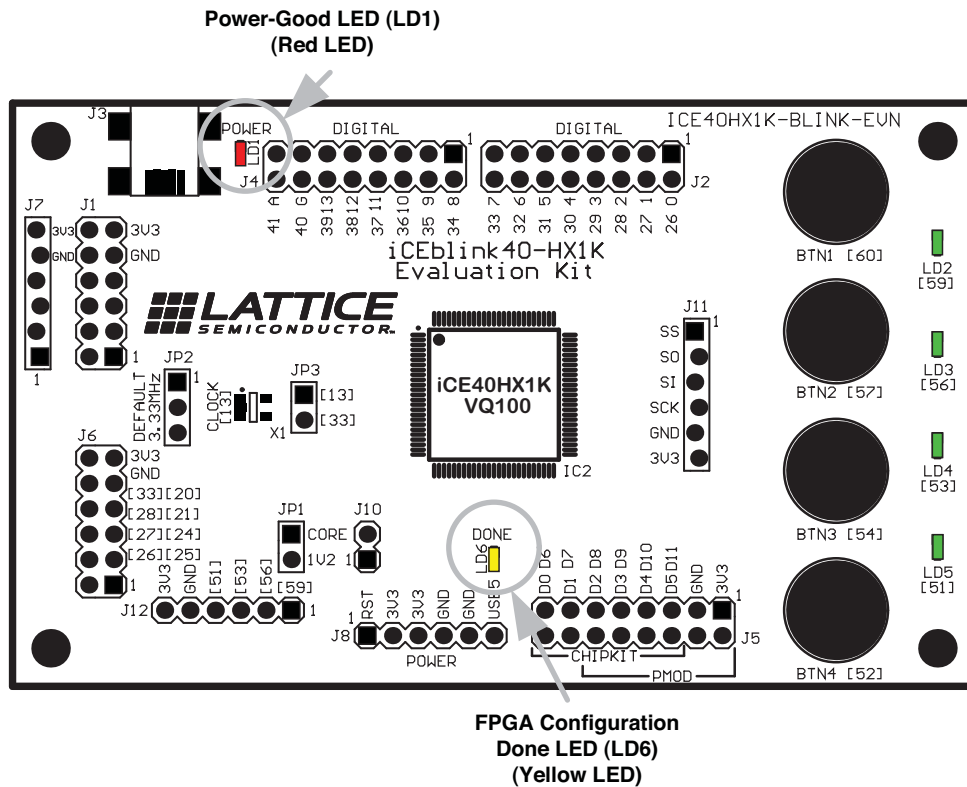 Power-Good LED (LD1)
(Red LED)
J3
POWER
LD1
DIGITAL
1
DIGITAL
ICE40HX1K-BLINK-EVN
1
J4
J2
41 A
40 G
3913
3812
37 11
3610
35 9
34 8
33 7
32 6
31 5
30 4
29 3
28 2
27 1
26 0
J7
J1
3V3
3V3
GND
GND
1
1
iCEblink40-HX1K
Evaluation Kit
LATTICE
SEMICONDUCTOR.
BTN1 [60]
LD2
[59]
J11
SS
SO
SI
SCK
GND
3V3
JP2
1
DEFAULT
3.33MHz
CLOCK
[13]
X1
JP3
[13]
[33]
iCE40HX1K
VQ100
IC2
BTN2 [57]
LD3
[56]
J6
3V3
GND
[33][20]
[28][21]
[27][24]
[26][25]
1
JP1
CORE
1V2
J10
1
DONE
LD6
BTN3 [54]
LD4
[53]
J12
3V3
GND
[51]
[53]
[56]
[59]
1
J8
1
RST
3V3
3V3
GND
GND
USB5
POWER
D0 D6
D1 D7
D2 D8
D3 D9
D4 D10
D5 D11
GND
3V3
1
J5
CHIPKIT
PMOD
LD5
[51]
BTN4 [52]
FPGA Configuration
Done LED (LD6)
(Yellow LED)